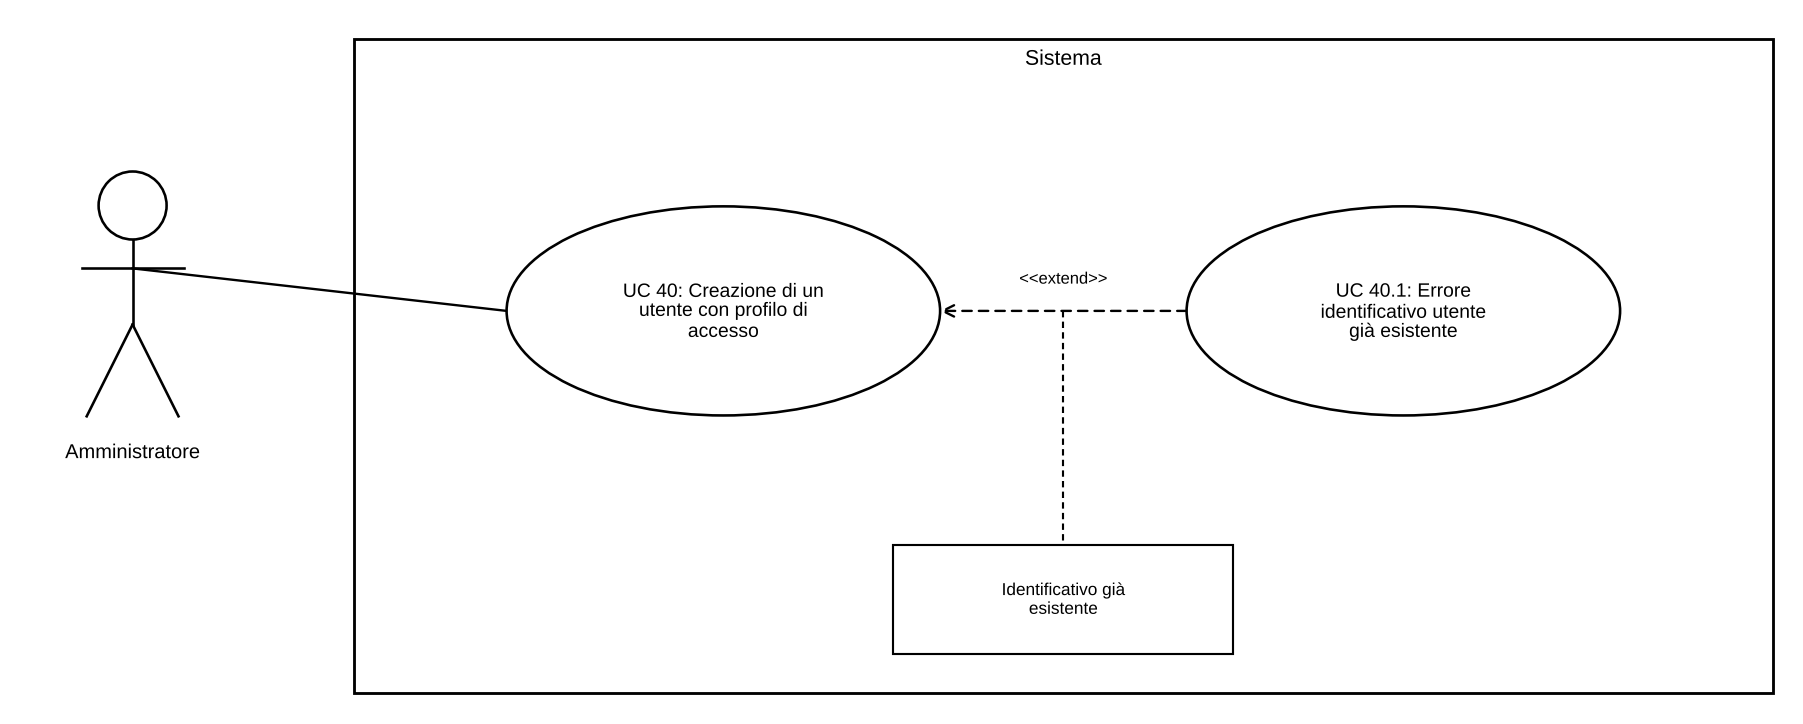 Sistema
Amministratore
UC 40: Creazione di un
utente con profilo di
accesso
<<extend>>
UC 40.1: Errore
identificativo utente
già esistente
Identificativo già
esistente